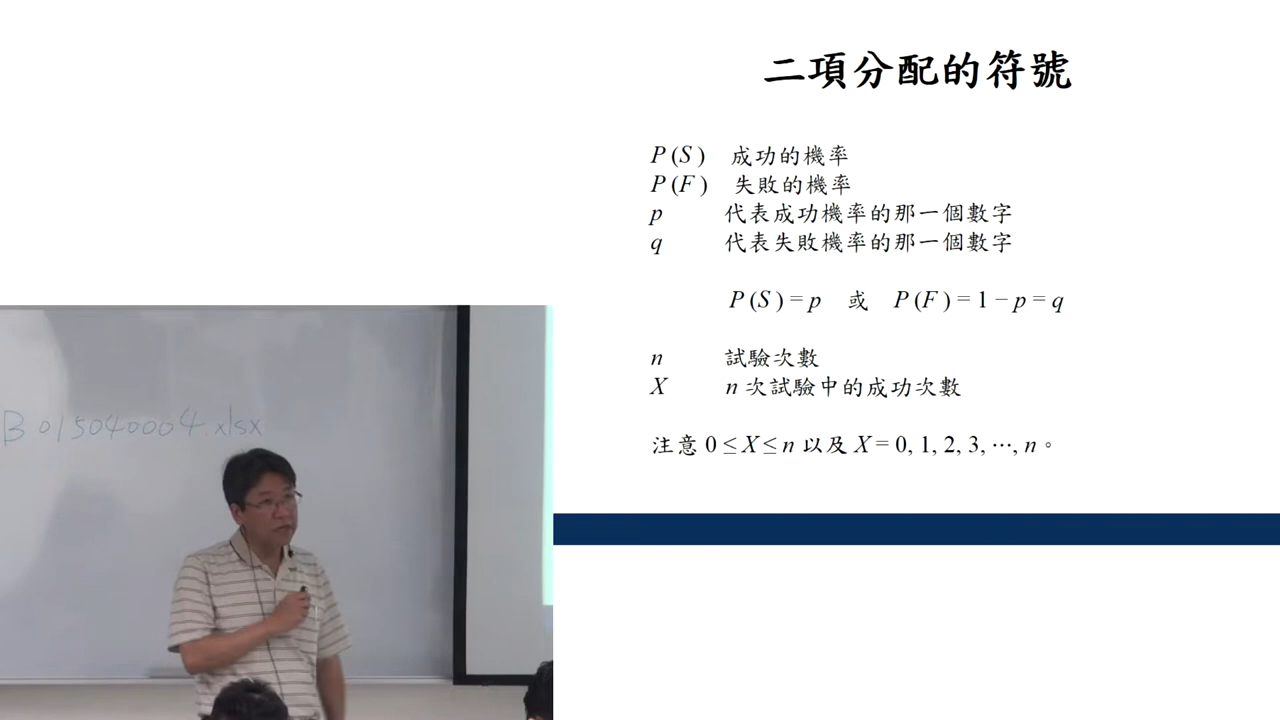 二項分配的符號
P (S ) 成功的機率
P (F ) 失敗的機率
p 代表成功機率的那一個數字
q 代表失敗機率的那一個數字
P (S ) = p 或 P (F ) = 1 − p = q
n 試驗次數
X n 次試驗中的成功次數
注意 0 ≤ X ≤ n 以及 X = 0, 1, 2, 3, ⋯, n。
B 015040004.xlsx